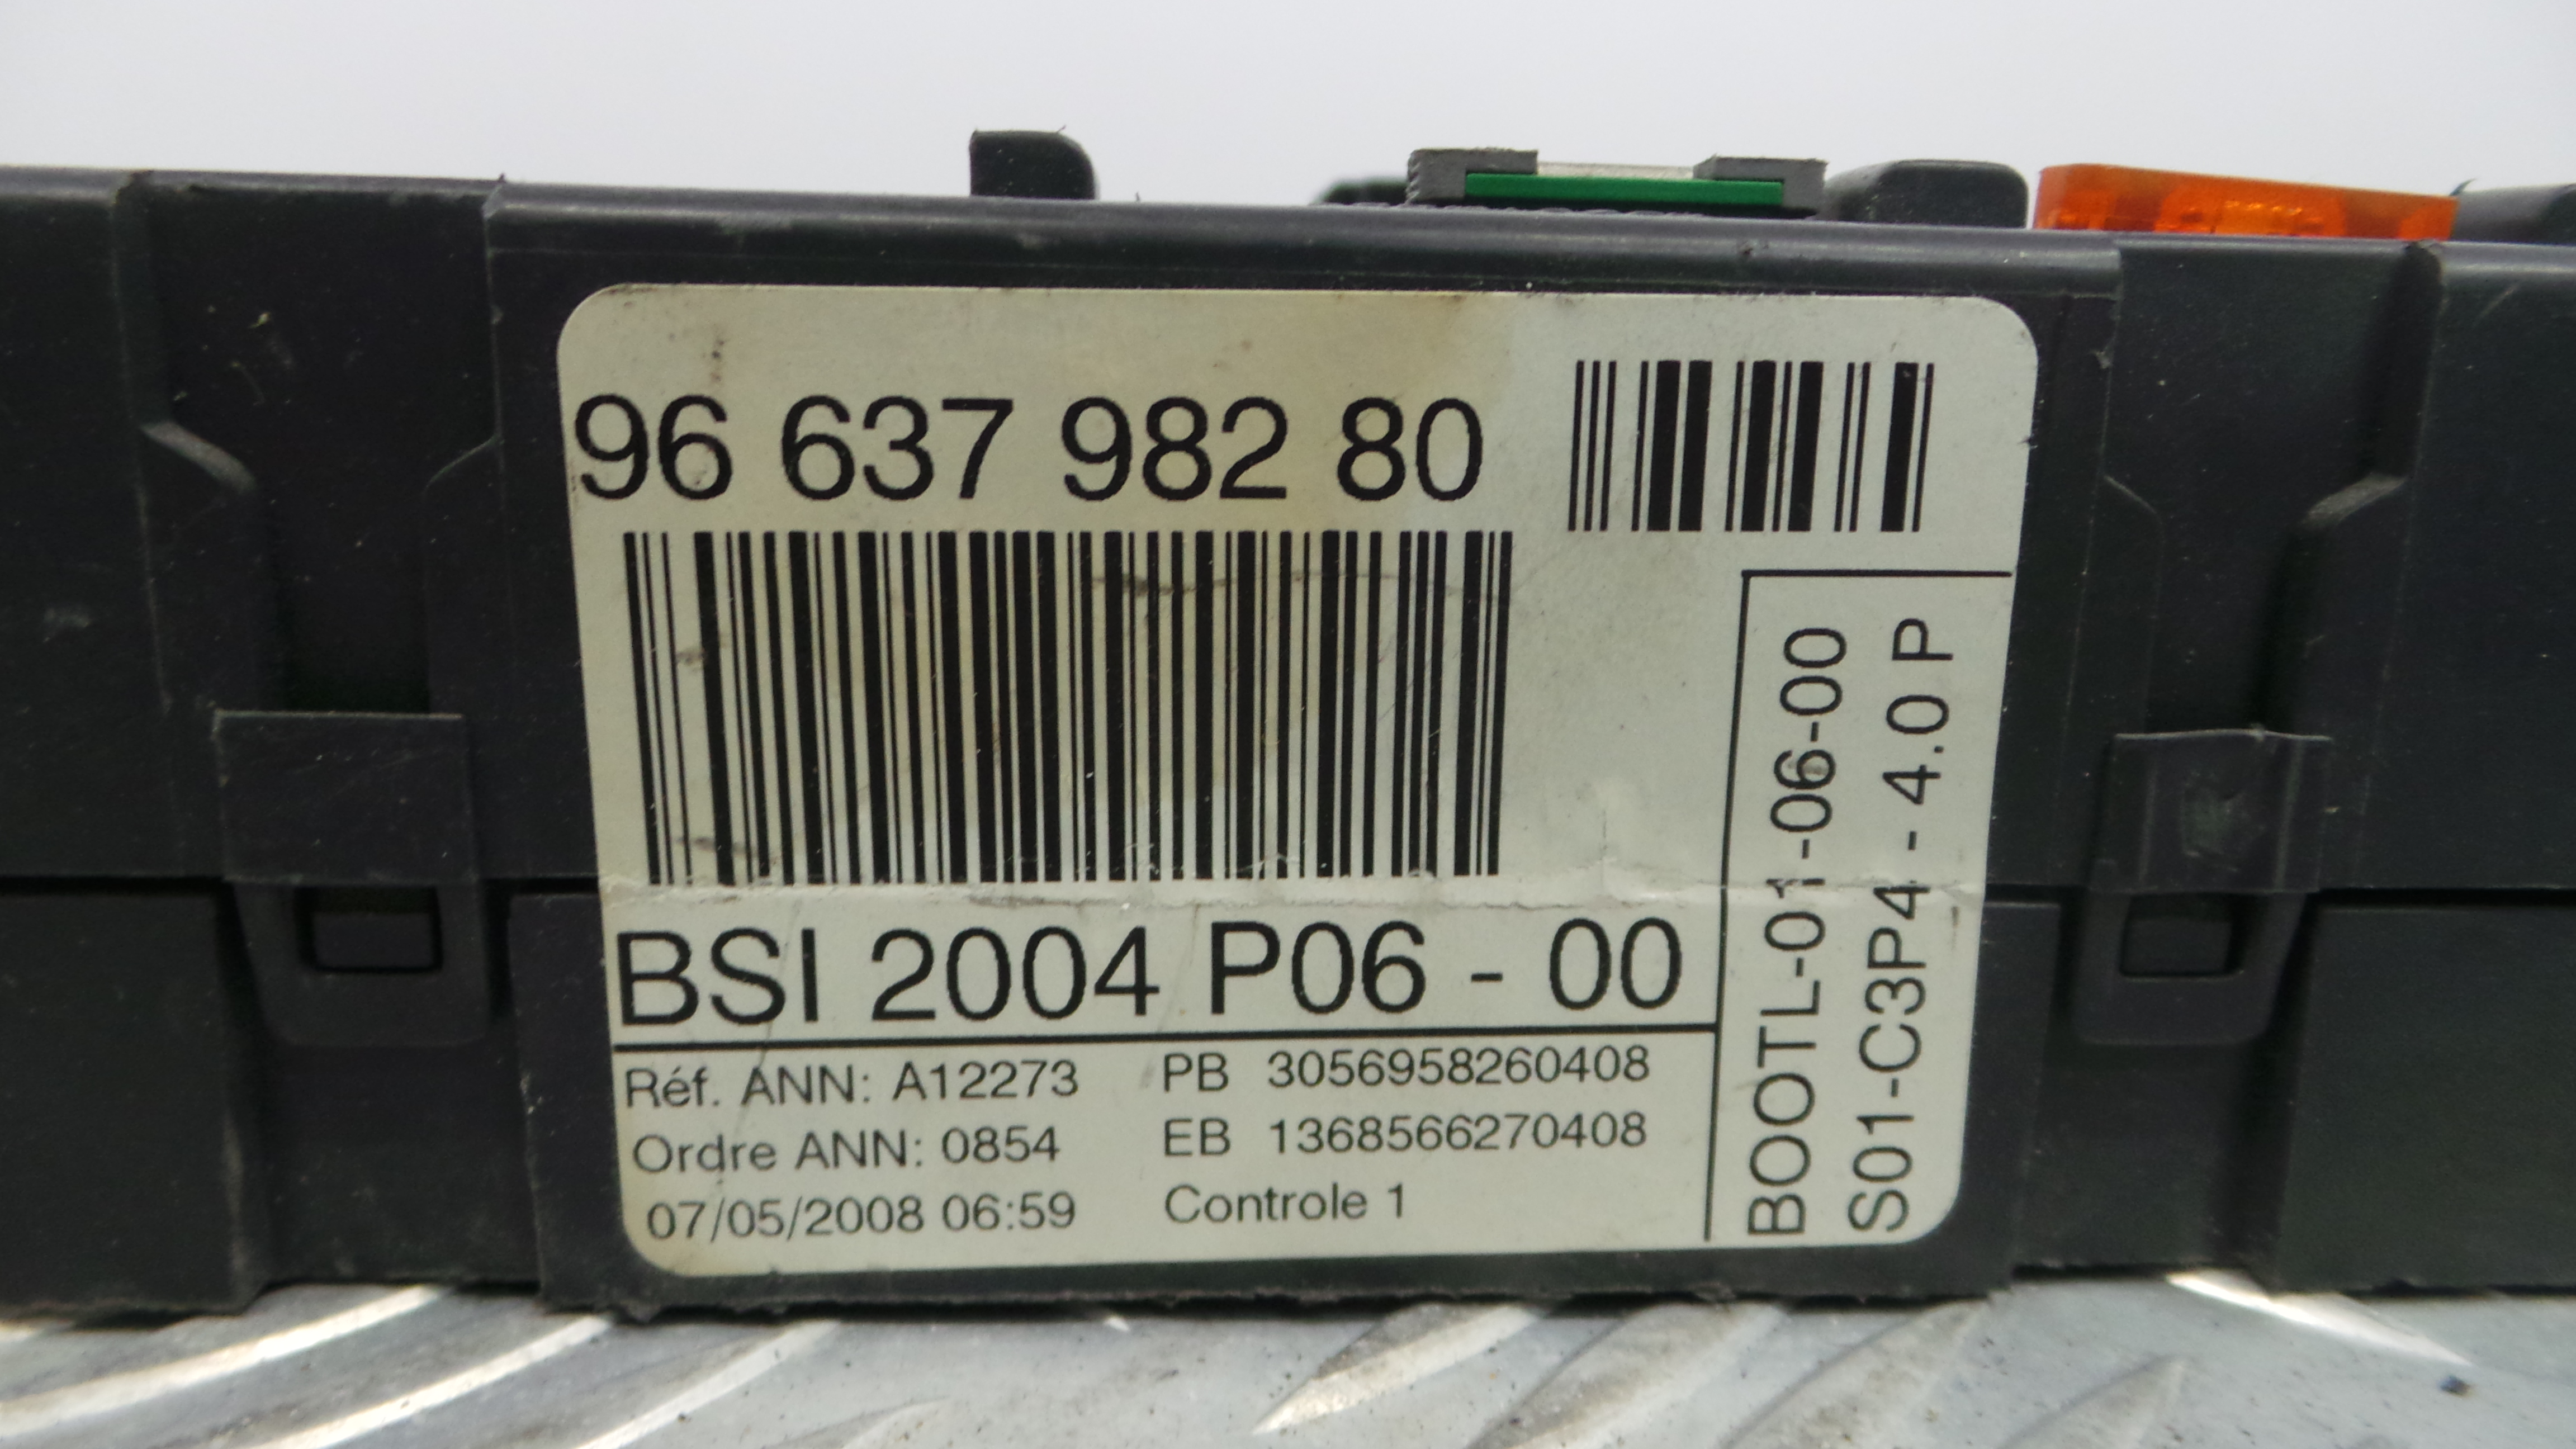 96 637 982 80
BSI 2004 P06 - 00
Réf. ANN: A12273
Ordre ANN: 0854
07/05/2008 06:59
PB 3056958260408
EB 1368566270408
Controle 1
BOOTL-01-06-00
S01-C3P4 - 4.0 P